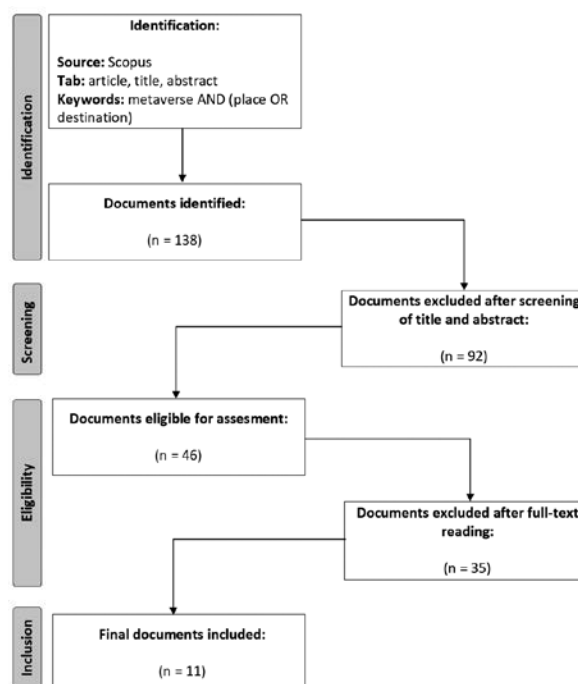 Identification
Identification:
Source: Scopus
Tab: article, title, abstract
Keywords: metaverse AND (place OR
destination)
Documents identified:
(n = 138)
Screening
Documents excluded after screening
of title and abstract:
(n = 92)
Eligibility
Documents eligible for assesment:
(n = 46)
Documents excluded after full-text
reading:
(n = 35)
Inclusion
Final documents included:
(n = 11)